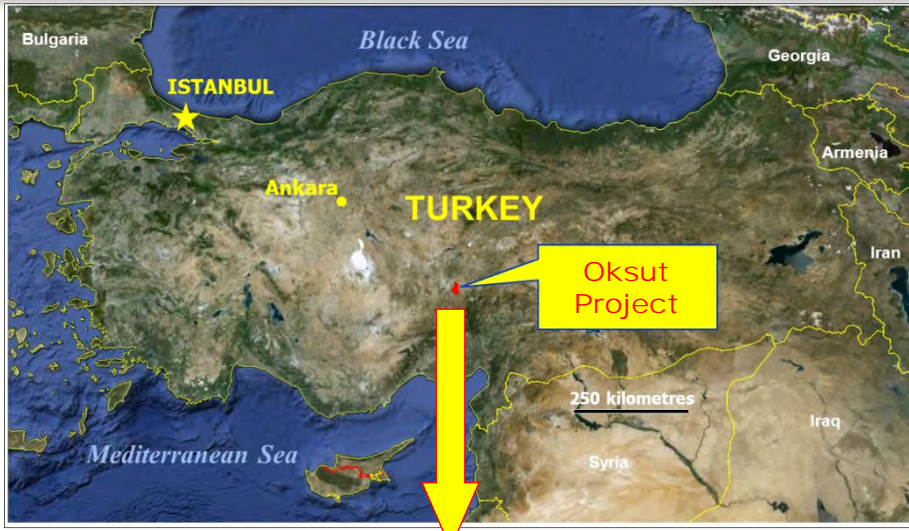 Bulgaria
Black Sea
Georgia
ISTANBUL
Armenia
Ankara
TURKEY
Iran
Oksut
Project
250 kilometres
Iraq
Mediterranean Sea
Syria